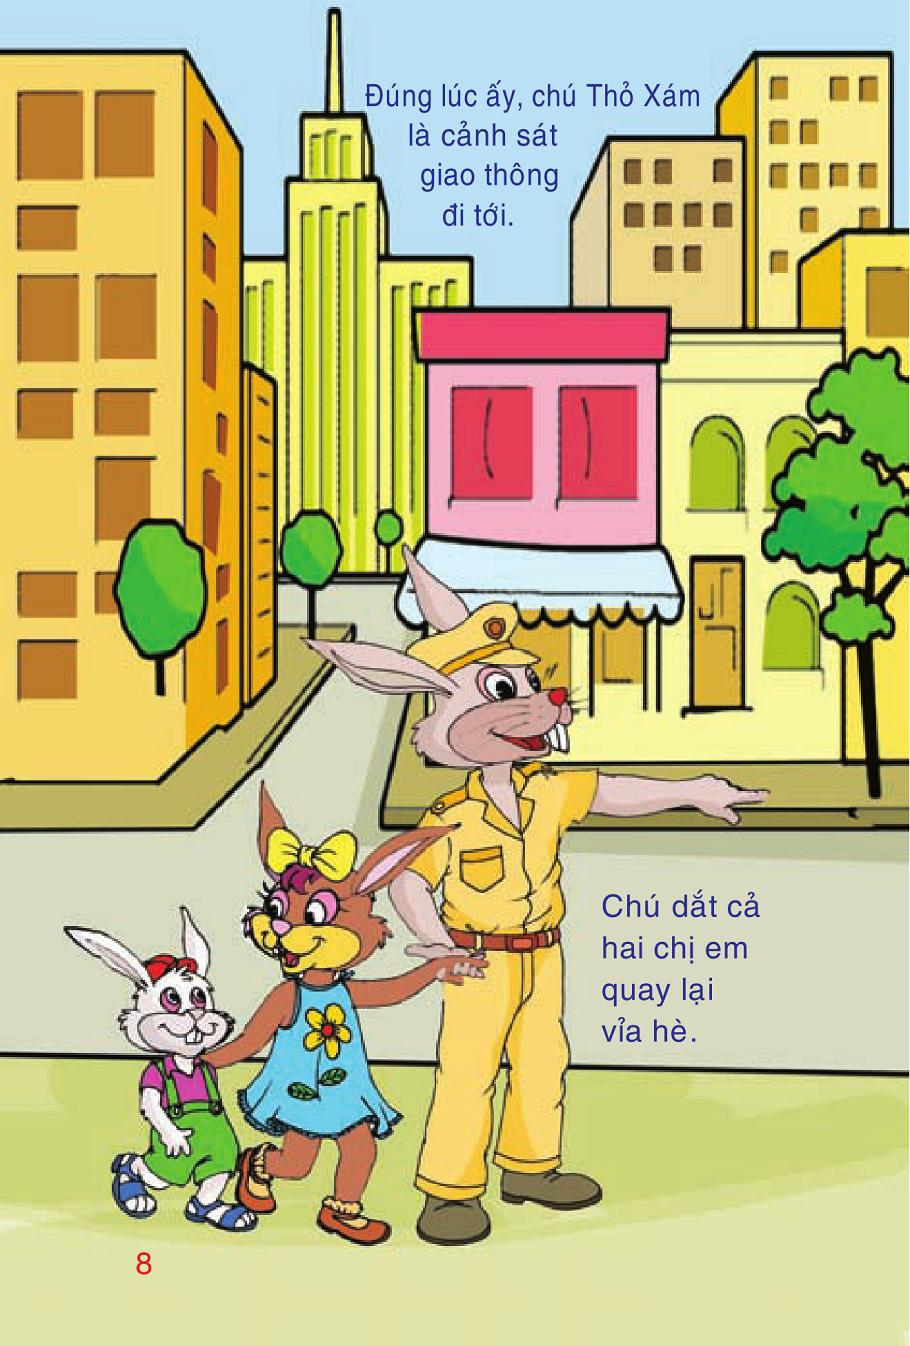 Đúng lúc ấy, chú Thỏ Xám
là cảnh sát
giao thông
đi tới.
Chú dắt cả
hai chị em
quay lại
vỉa hè.
8